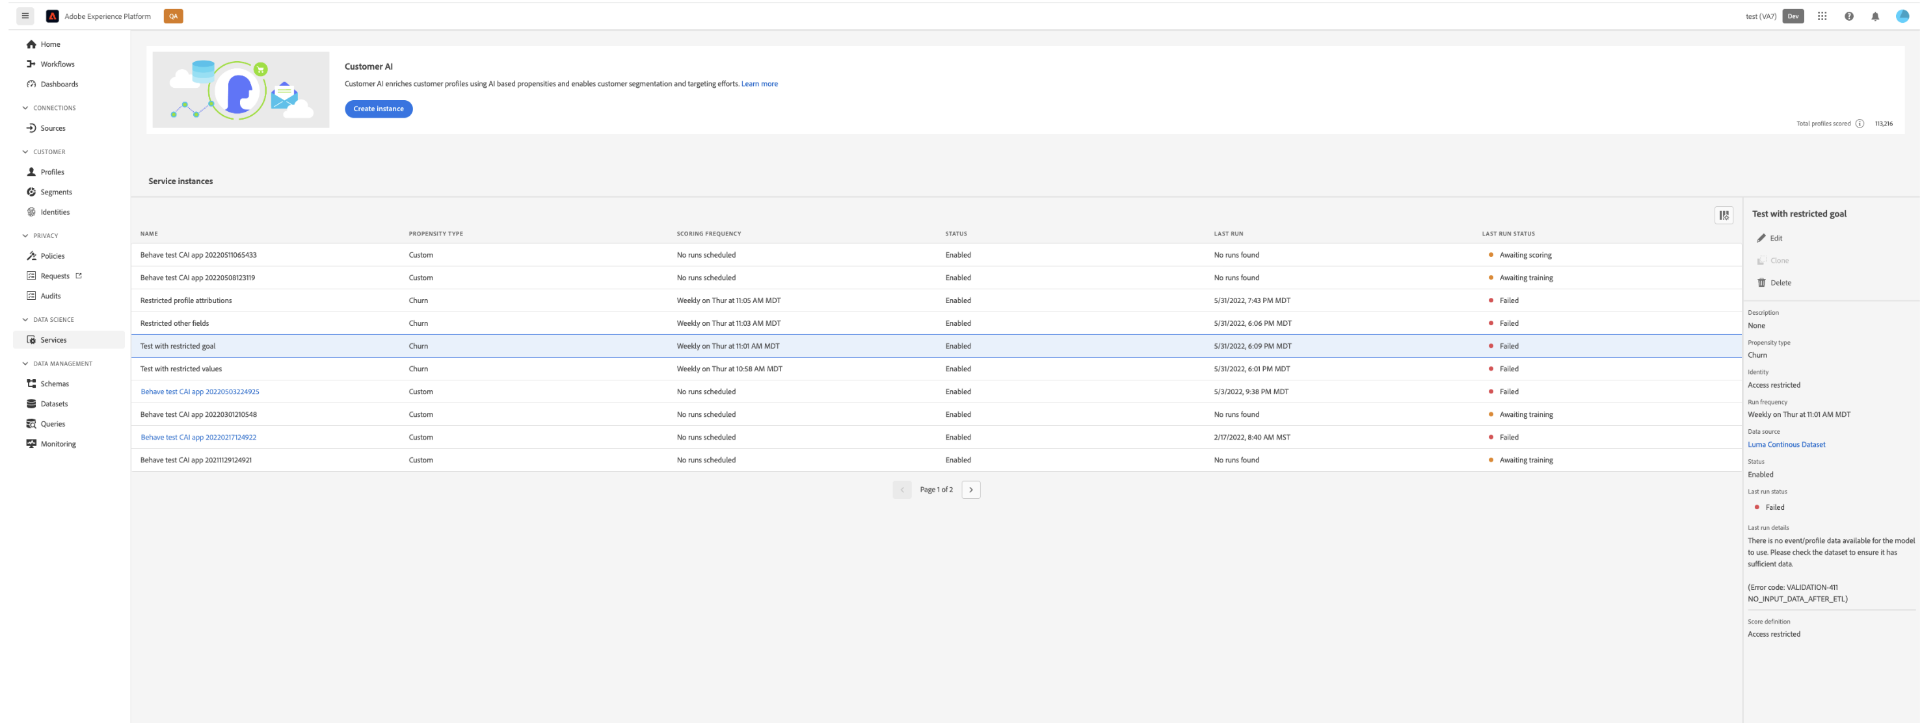 Adobe Experience Platform QA test (VA7) Dev
Home
Workflows
Dashboards
CONNECTIONS
Sources
CUSTOMER
Profiles
Segments
Identities
PRIVACY
Policies
Requests
Audits
DATA SCIENCE
Services
DATA MANAGEMENT
Schemas
Datasets
Queries
Monitoring
Customer AI
Customer AI enriches customer profiles using AI based propensities and enables customer segmentation and targeting efforts. Learn more
Create instance
Total profiles scored 113,216
Service instances
NAME PROPENSITY TYPE SCORING FREQUENCY STATUS LAST RUN LAST RUN STATUS
Behave test CAI app 20220511065433 Custom No runs scheduled Enabled No runs found Awaiting scoring
Behave test CAI app 20220508123119 Custom No runs scheduled Enabled No runs found Awaiting training
Restricted profile attributions Churn Weekly on Thur at 11:05 AM MDT Enabled 5/31/2022, 7:43 PM MDT Failed
Restricted other fields Churn Weekly on Thur at 11:03 AM MDT Enabled 5/31/2022, 6:06 PM MDT Failed
Test with restricted goal Churn Weekly on Thur at 11:01 AM MDT Enabled 5/31/2022, 6:09 PM MDT Failed
Test with restricted values Churn Weekly on Thur at 10:58 AM MDT Enabled 5/31/2022, 6:01 PM MDT Failed
Behave test CAI app 20220503224925 Custom No runs scheduled Enabled 5/3/2022, 9:38 PM MDT Failed
Behave test CAI app 20220301210548 Custom No runs scheduled Enabled No runs found Awaiting training
Behave test CAI app 20220217124922 Custom No runs scheduled Enabled 2/17/2022, 8:40 AM MST Failed
Behave test CAI app 20211129124921 Custom No runs scheduled Enabled No runs found Awaiting training
Page 1 of 2
Test with restricted goal
Edit
Clone
Delete
Description
None
Propensity type
Churn
Identity
Access restricted
Run frequency
Weekly on Thur at 11:01 AM MDT
Data source
Luma Continous Dataset
Status
Enabled
Last run status
Failed
Last run details
There is no event/profile data available for the model
to use. Please check the dataset to ensure it has
sufficient data.
(Error code: VALIDATION-411
NO_INPUT_DATA_AFTER_ETL)
Score definition
Access restricted